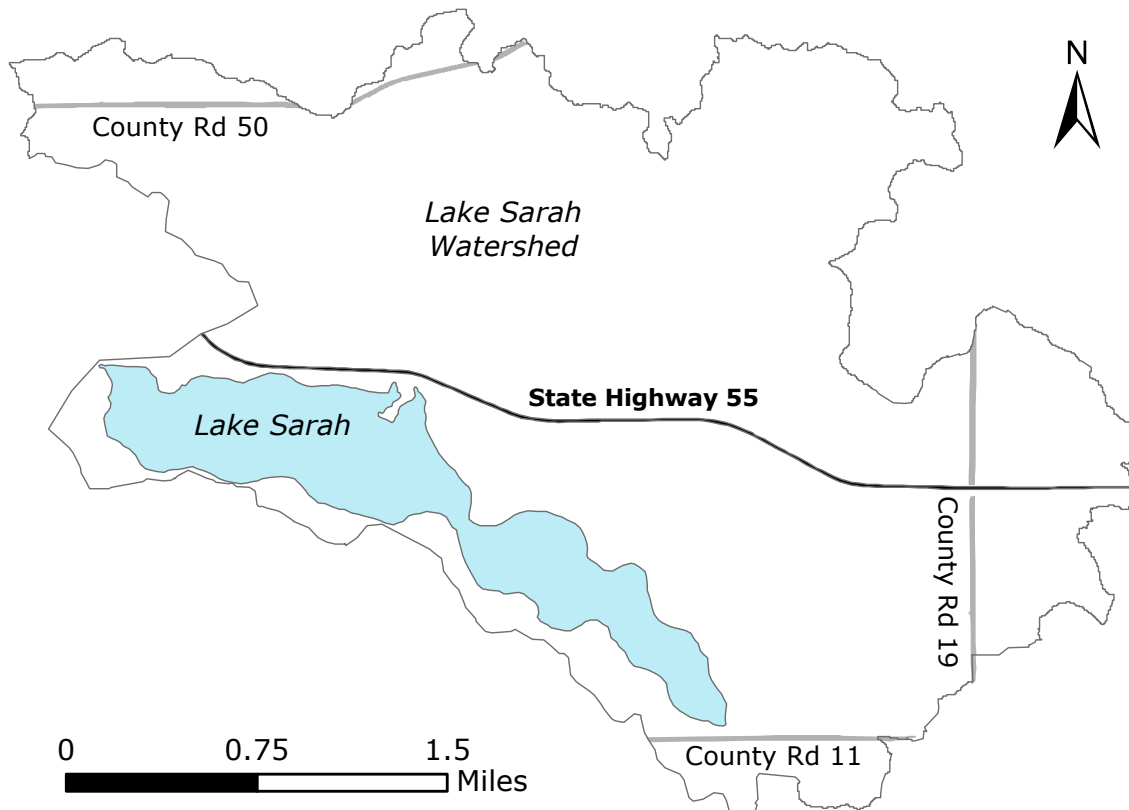 N
County Rd 50
Lake Sarah
Watershed
State Highway 55
Lake Sarah
County Rd 19
County Rd 11
0 0.75 1.5
Miles